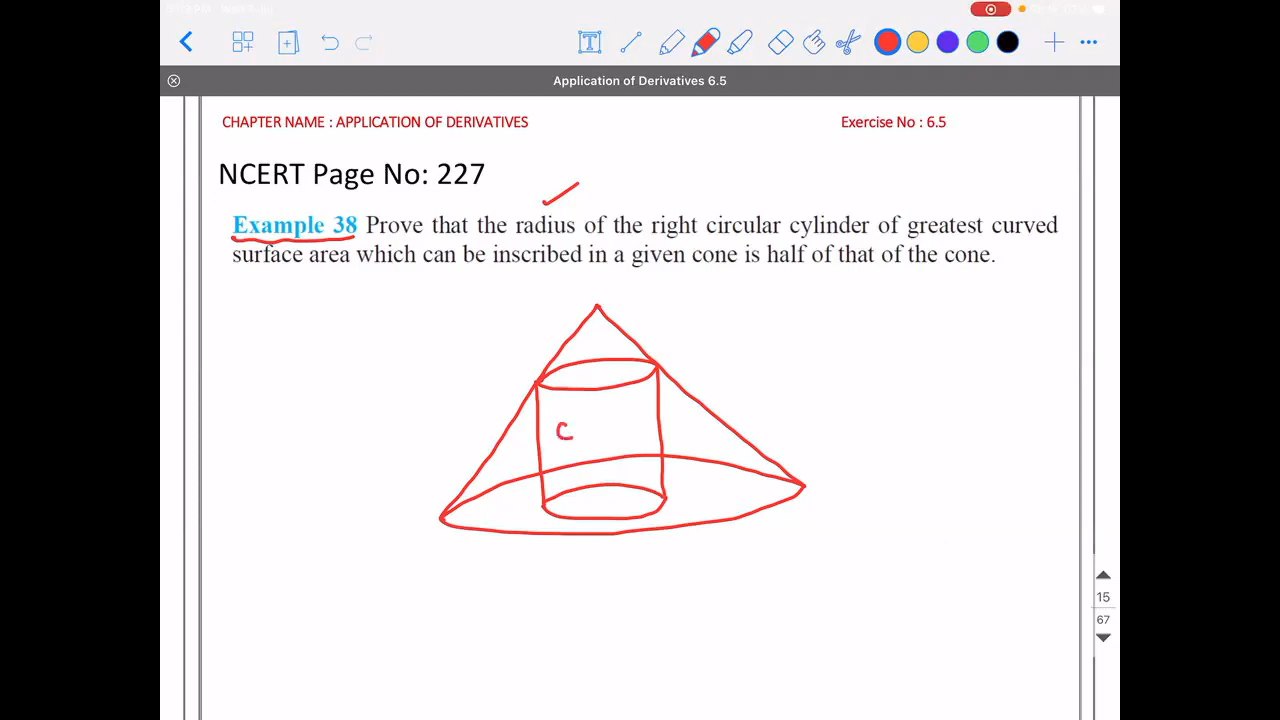 Application of Derivatives 6.5
CHAPTER NAME : APPLICATION OF DERIVATIVES Exercise No : 6.5
NCERT Page No: 227
Example 38 Prove that the radius of the right circular cylinder of greatest curved
surface area which can be inscribed in a given cone is half of that of the cone.
C
15
67